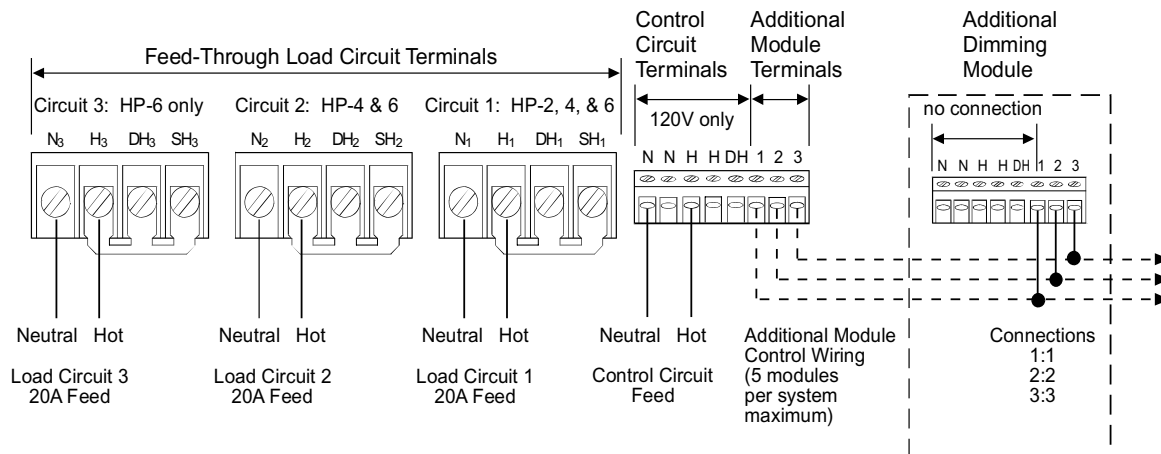 Feed-Through Load Circuit Terminals
Circuit 3: HP-6 only
N3 H3 DH3 SH3
Neutral Hot
Load Circuit 3
20A Feed
Circuit 2: HP-4 & 6
N2 H2 DH2 SH2
Neutral Hot
Load Circuit 2
20A Feed
Circuit 1: HP-2, 4, & 6
N1 H1 DH1 SH1
Neutral Hot
Load Circuit 1
20A Feed
Control
Circuit
Terminals
120V only
Additional
Module
Terminals
N N H H DH 1 2 3
Neutral Hot
Control Circuit
Feed
Additional Module
Control Wiring
(5 modules
per system
maximum)
Additional
Dimming
Module
no connection
N N H H DH 1 2 3
Connections
1:1
2:2
3:3